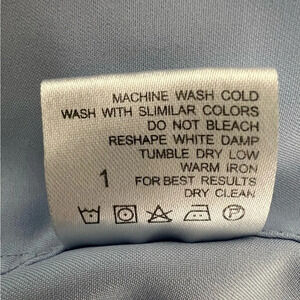 MACHINE WASH COLD
WASH WITH SLIMILAR COLORS
DO NOT BLEACH
RESHAPE WHITE DAMP
TUMBLE DRY LOW
WARM IRON
1 FOR BEST RESULTS
DRY CLEAN